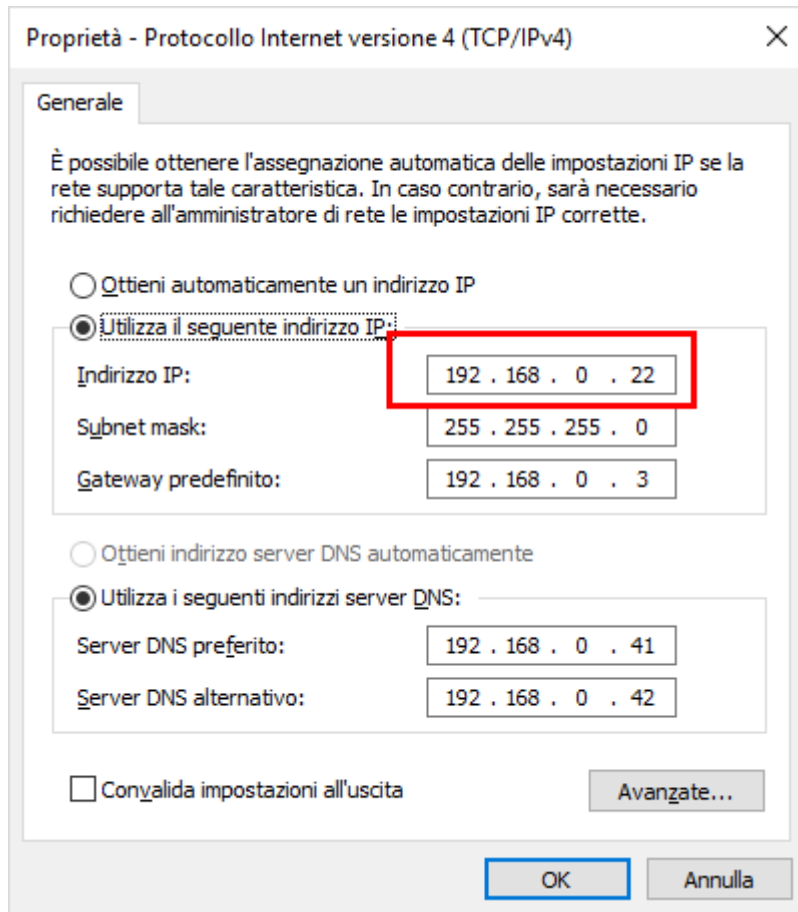 Proprietà - Protocollo Internet versione 4 (TCP/IPv4)
Generale
È possibile ottenere l'assegnazione automatica delle impostazioni IP se la
rete supporta tale caratteristica. In caso contrario, sarà necessario
richiedere all'amministratore di rete le impostazioni IP corrette.
Ottieni automaticamente un indirizzo IP
Utilizza il seguente indirizzo IP:
Indirizzo IP: 192 . 168 . 0 . 22
Subnet mask: 255 . 255 . 255 . 0
Gateway predefinito: 192 . 168 . 0 . 3
Ottieni indirizzo server DNS automaticamente
Utilizza i seguenti indirizzi server DNS:
Server DNS preferito: 192 . 168 . 0 . 41
Server DNS alternativo: 192 . 168 . 0 . 42
Convalida impostazioni all'uscita
Avanzate...
OK
Annulla